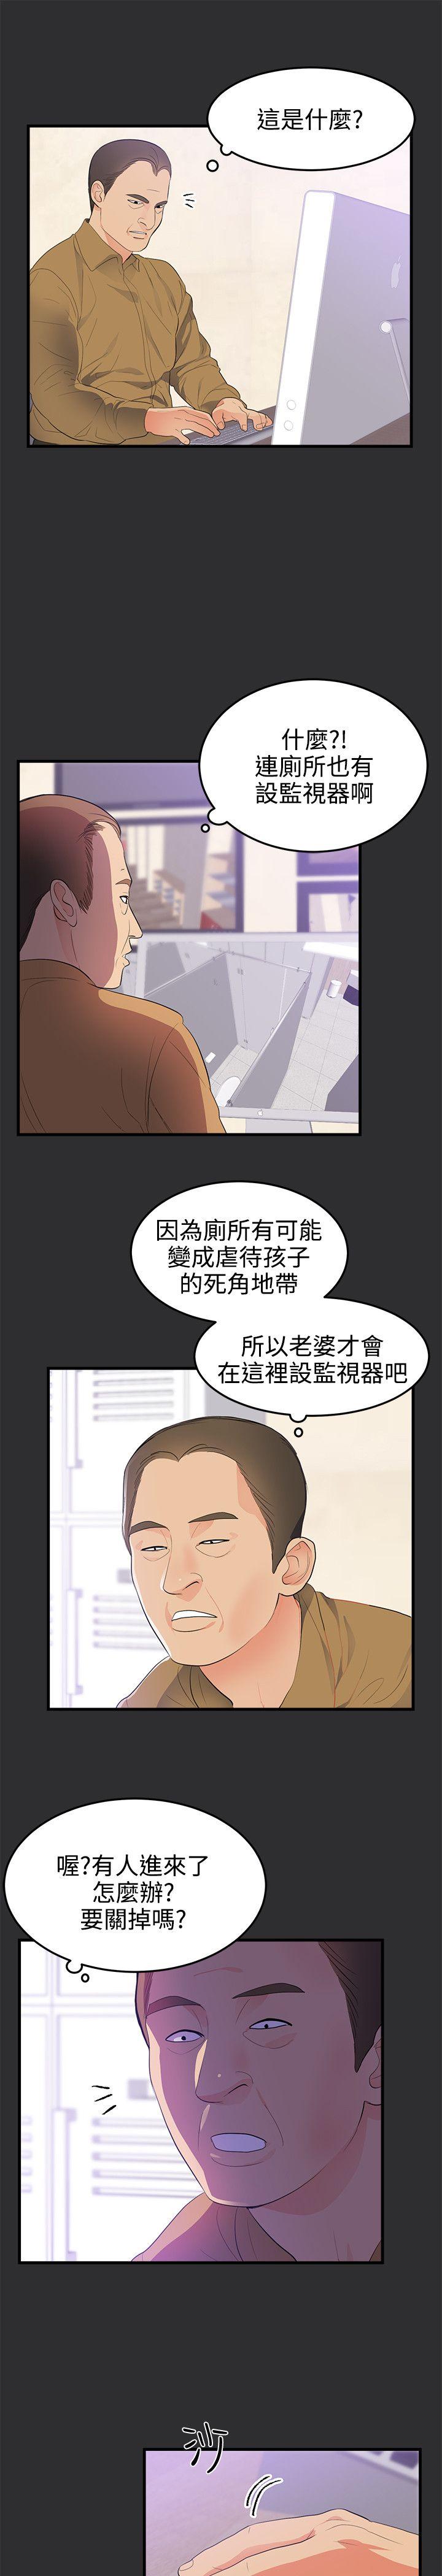 這是什麼?
什麼?!
連廁所也有
設監視器啊
因為廁所有可能
變成虐待孩子
的死角地帶
所以老婆才會
在這裡設監視器吧
喔?有人進來了
怎麼辦?
要關掉嗎?
沙